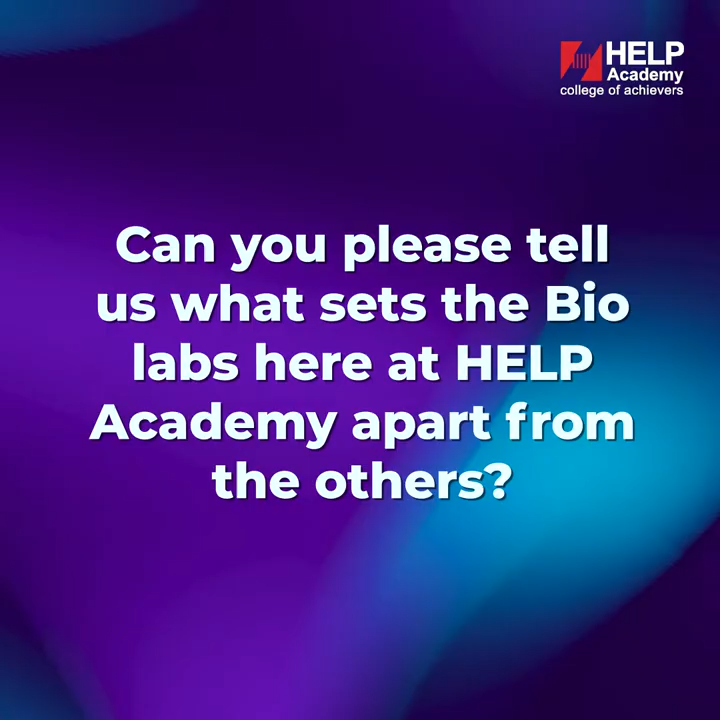 HELP
Academy
college of achievers
Can you please tell
us what sets the Bio
labs here at HELP
Academy apart from
the others?